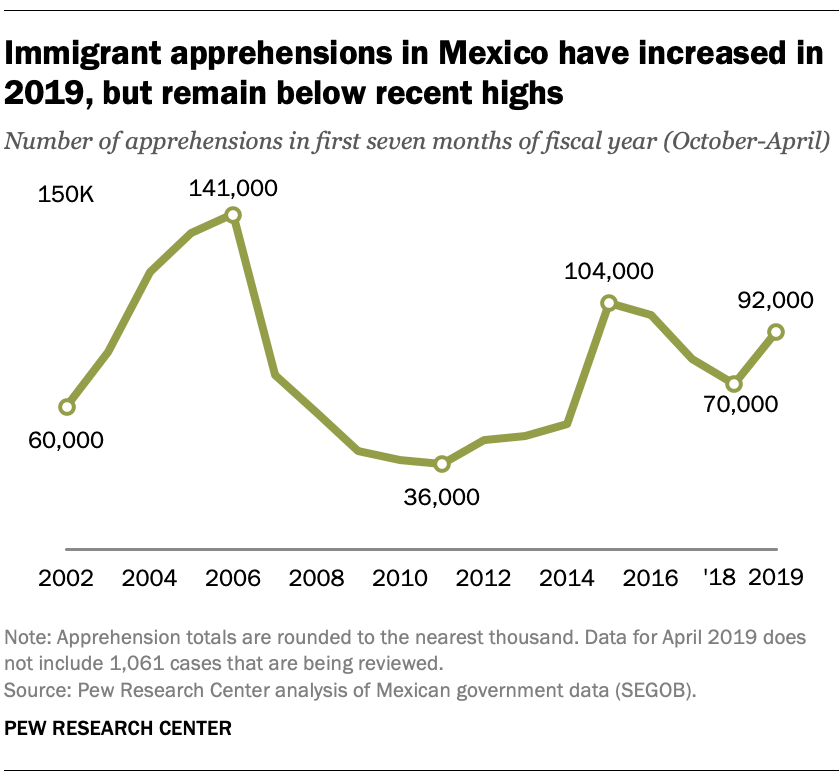 Immigrant apprehensions in Mexico have increased in
2019, but remain below recent highs
Number of apprehensions in first seven months of fiscal year (October-April)
150K
141,000
104,000
92,000
60,000
70,000
36,000
2002 2004 2006 2008 2010 2012 2014 2016 '18 2019
Note: Apprehension totals are rounded to the nearest thousand. Data for April 2019 does
not include 1,061 cases that are being reviewed.
Source: Pew Research Center analysis of Mexican government data (SEGOB).
PEW RESEARCH CENTER